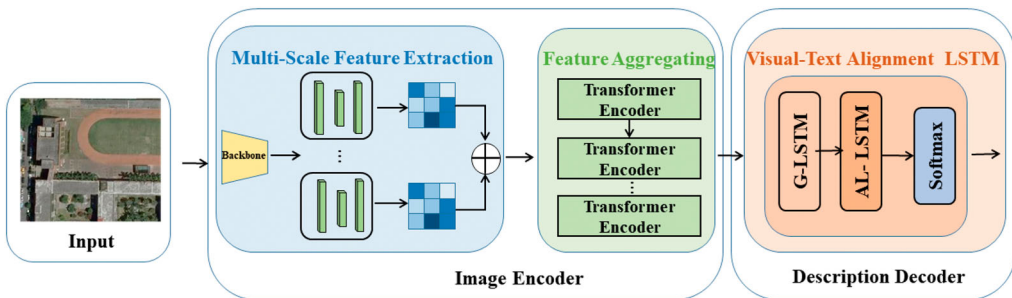 Multi-Scale Feature Extraction
Feature Aggregating
Visual-Text Alignment LSTM
Backbone
...
Transformer
Encoder
Transformer
Encoder
...
Transformer
Encoder
G-LSTM
AL- LSTM
Softmax
Input
Image Encoder
Description Decoder